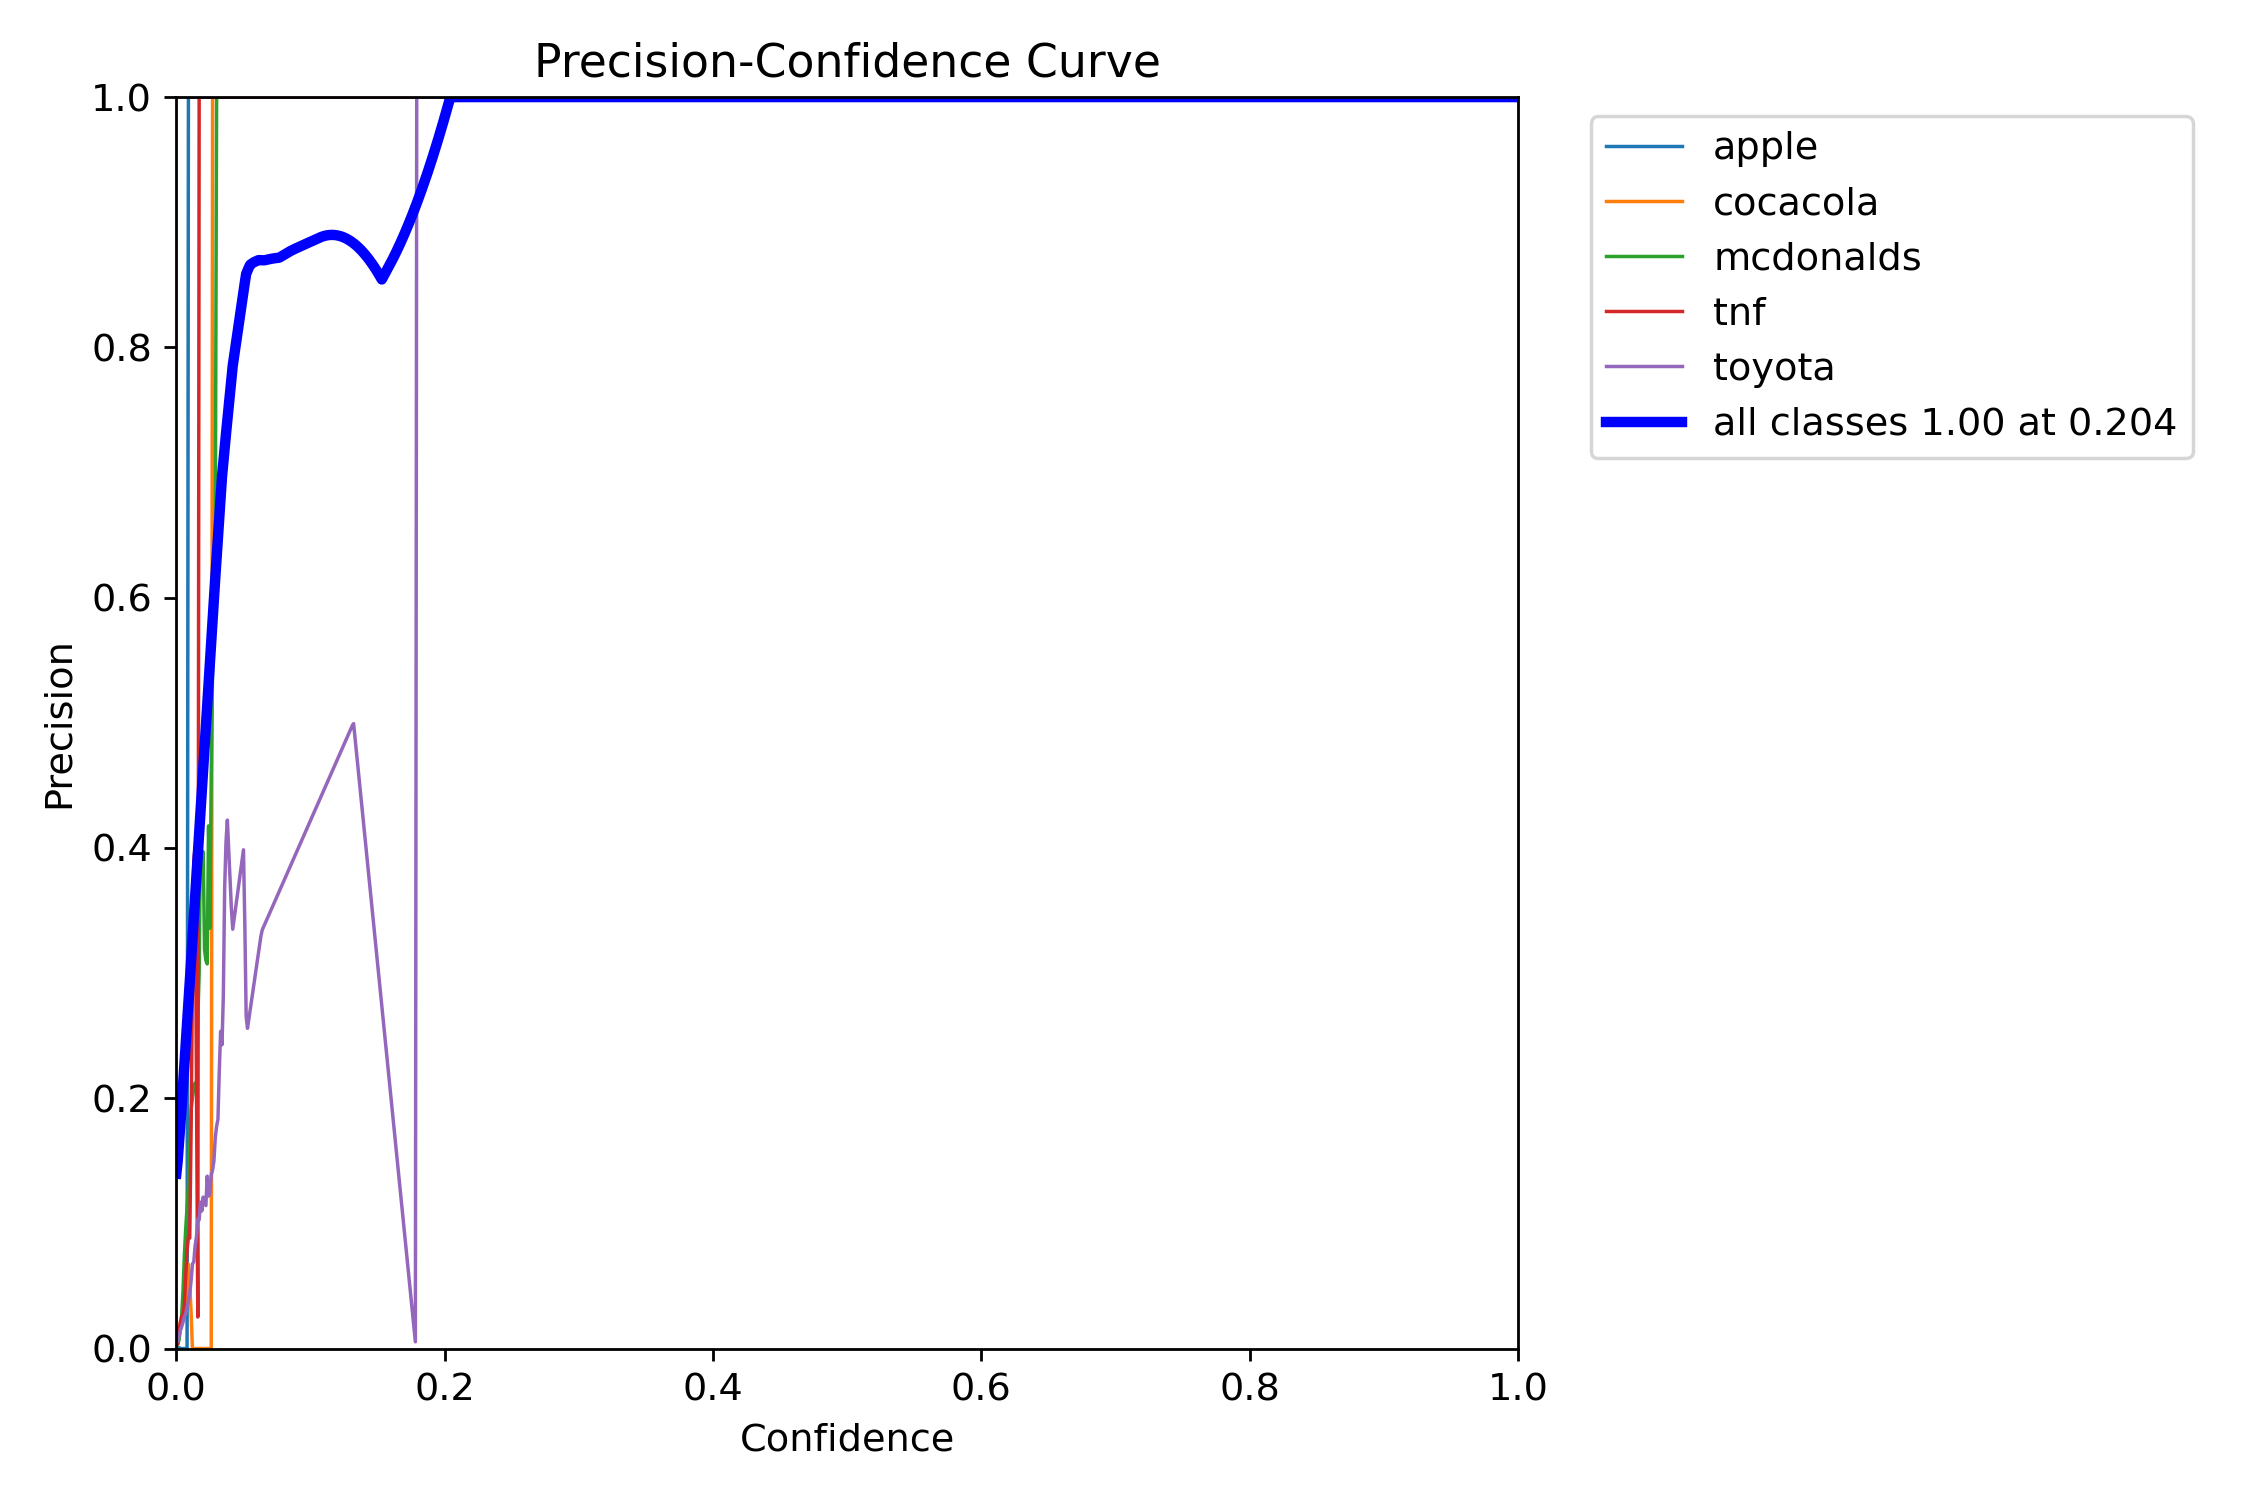 Precision-Confidence Curve
1.0
0.8
0.6
0.4
0.2
0.0
Precision
0.0 0.2 0.4 0.6 0.8 1.0
Confidence
apple
cocacola
mcdonalds
tnf
toyota
all classes 1.00 at 0.204